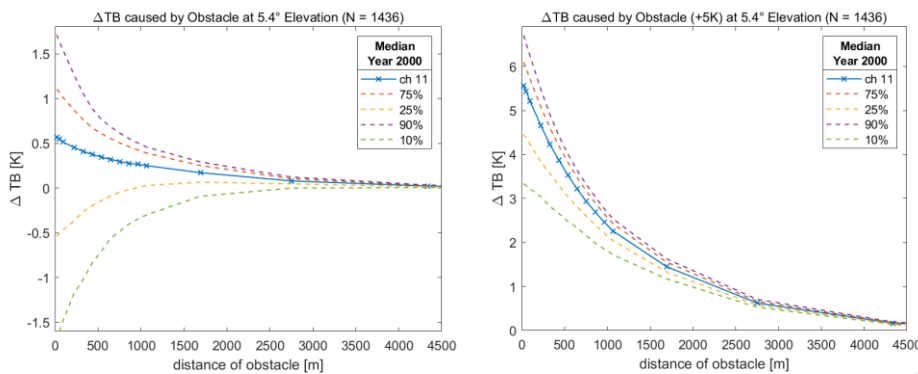 ΔTB caused by Obstacle at 5.4° Elevation (N = 1436)
Δ TB [K]
1.5
1
0.5
0
-0.5
-1
-1.5
0 500 1000 1500 2000 2500 3000 3500 4000 4500
distance of obstacle [m]
Median
Year 2000
ch 11
75%
25%
90%
10%
ΔTB caused by Obstacle (+5K) at 5.4° Elevation (N = 1436)
Δ TB [K]
6
5
4
3
2
1
0
0 500 1000 1500 2000 2500 3000 3500 4000 4500
distance of obstacle [m]
Median
Year 2000
ch 11
75%
25%
90%
10%